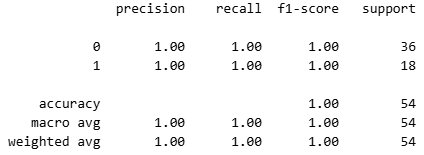 precision recall f1-score support
0 1.00 1.00 1.00 36
1 1.00 1.00 1.00 18
accuracy 1.00 54
macro avg 1.00 1.00 1.00 54
weighted avg 1.00 1.00 1.00 54